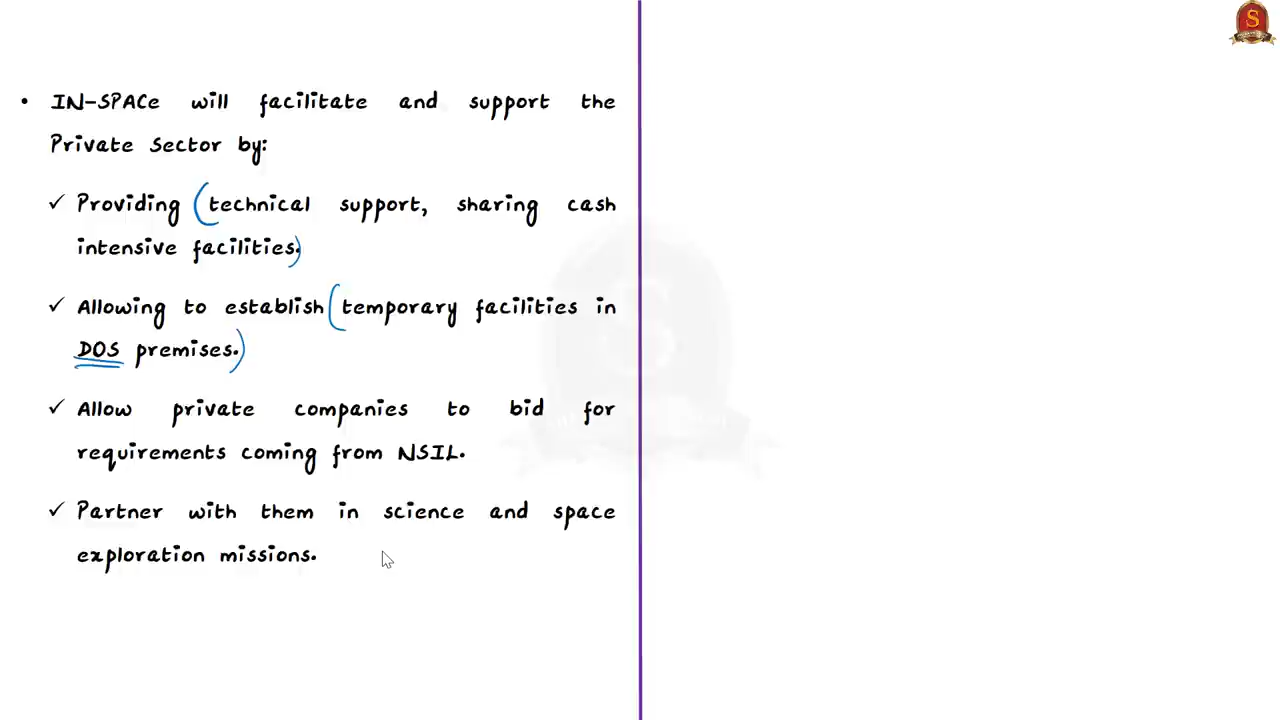 • IN-SPACe will facilitate and support the
Private Sector by:
✓ Providing (technical support, sharing cash
intensive facilities.)
✓ Allowing to establish (temporary facilities in
DOS premises.)
✓ Allow private companies to bid for
requirements coming from NSIL.
✓ Partner with them in science and space
exploration missions.